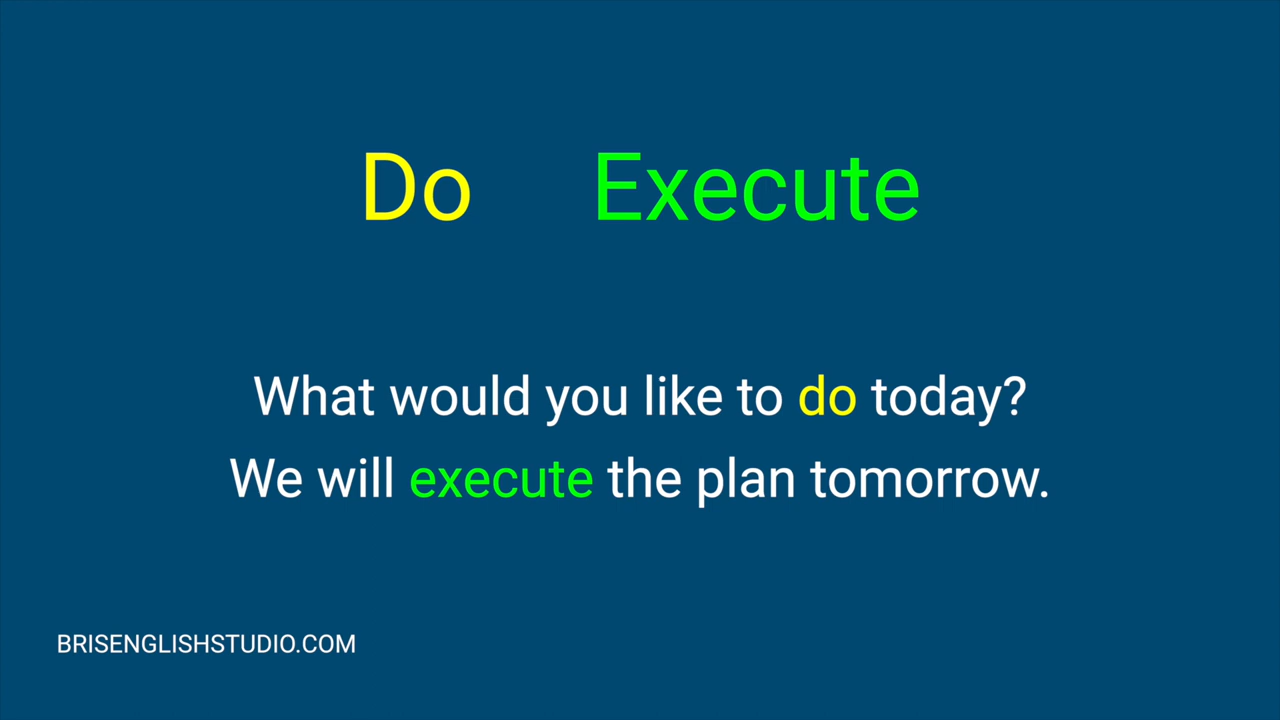 Do Execute
What would you like to do today?
We will execute the plan tomorrow.
BRISENGLISHSTUDIO.COM